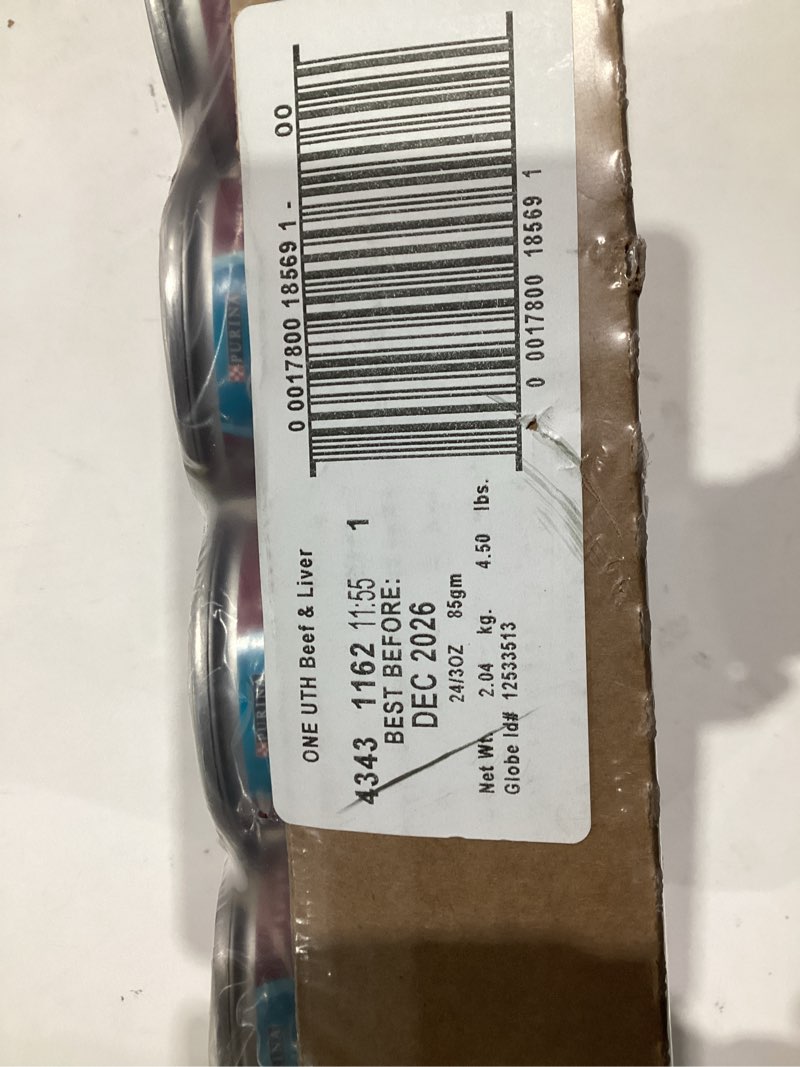 0 0017800 18569 1 - 00
0 0017800 18569 1
ONE UTH Beef & Liver
4343 1162 11:55 1
BEST BEFORE:
DEC 2026
24/3OZ 85gm
Net Wt. 2.04 kg. 4.50 lbs.
Globe Id# 12533513
PURINA